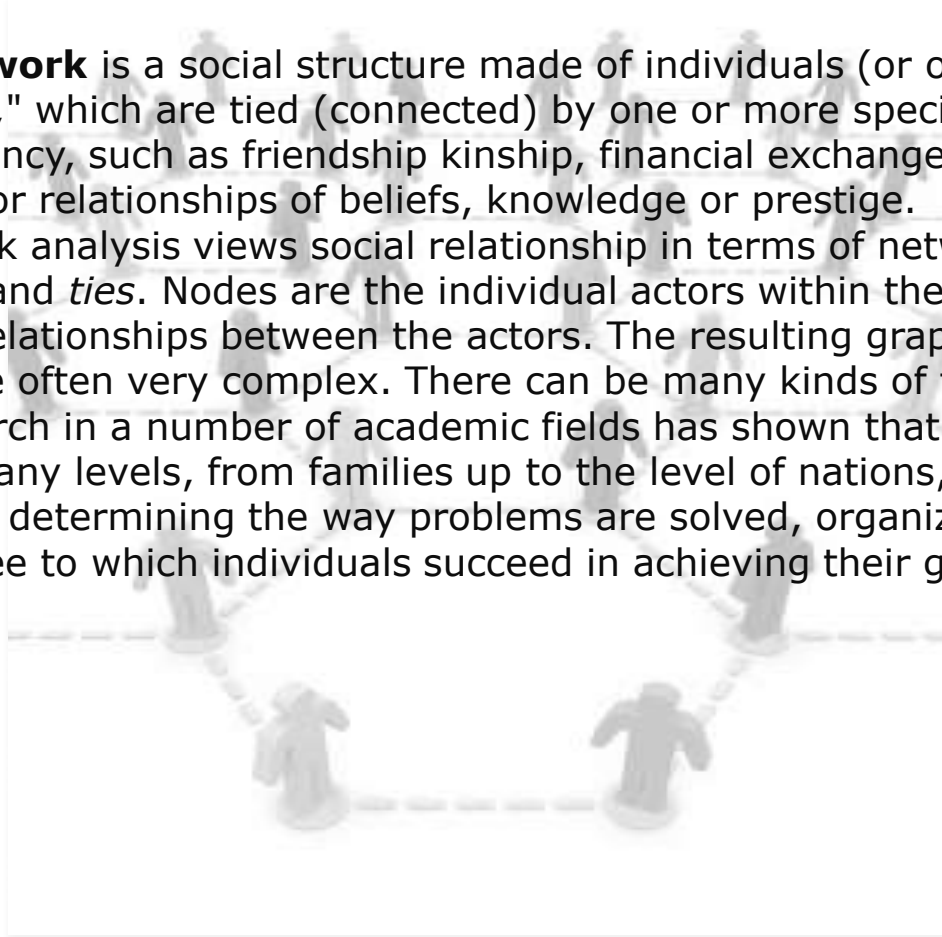 work is a social structure made of individuals (or o
," which are tied (connected) by one or more speci
ncy, such as friendship kinship, financial exchange
or relationships of beliefs, knowledge or prestige.
k analysis views social relationship in terms of netw
and ties. Nodes are the individual actors within the
elationships between the actors. The resulting grap
e often very complex. There can be many kinds of t
rch in a number of academic fields has shown that
any levels, from families up to the level of nations,
determining the way problems are solved, organiz
ee to which individuals succeed in achieving their g